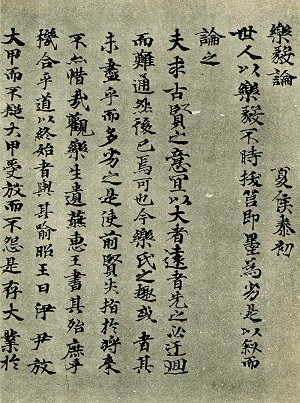 樂毅論 夏侯泰初
世人以樂毅不時拔莒即墨為劣是以叙而
論之
夫求古賢之意宜以大者遠者先之必迂迴
而難通然後已焉可也今樂氏之趣或者其
未盡乎而多劣之是使前賢失指於將來
不亦惜哉觀樂生遺燕惠王書其殆庶乎
機合乎道以終始者與其喻昭王曰伊尹放
大甲而不疑大甲受放而不怨是存大業於